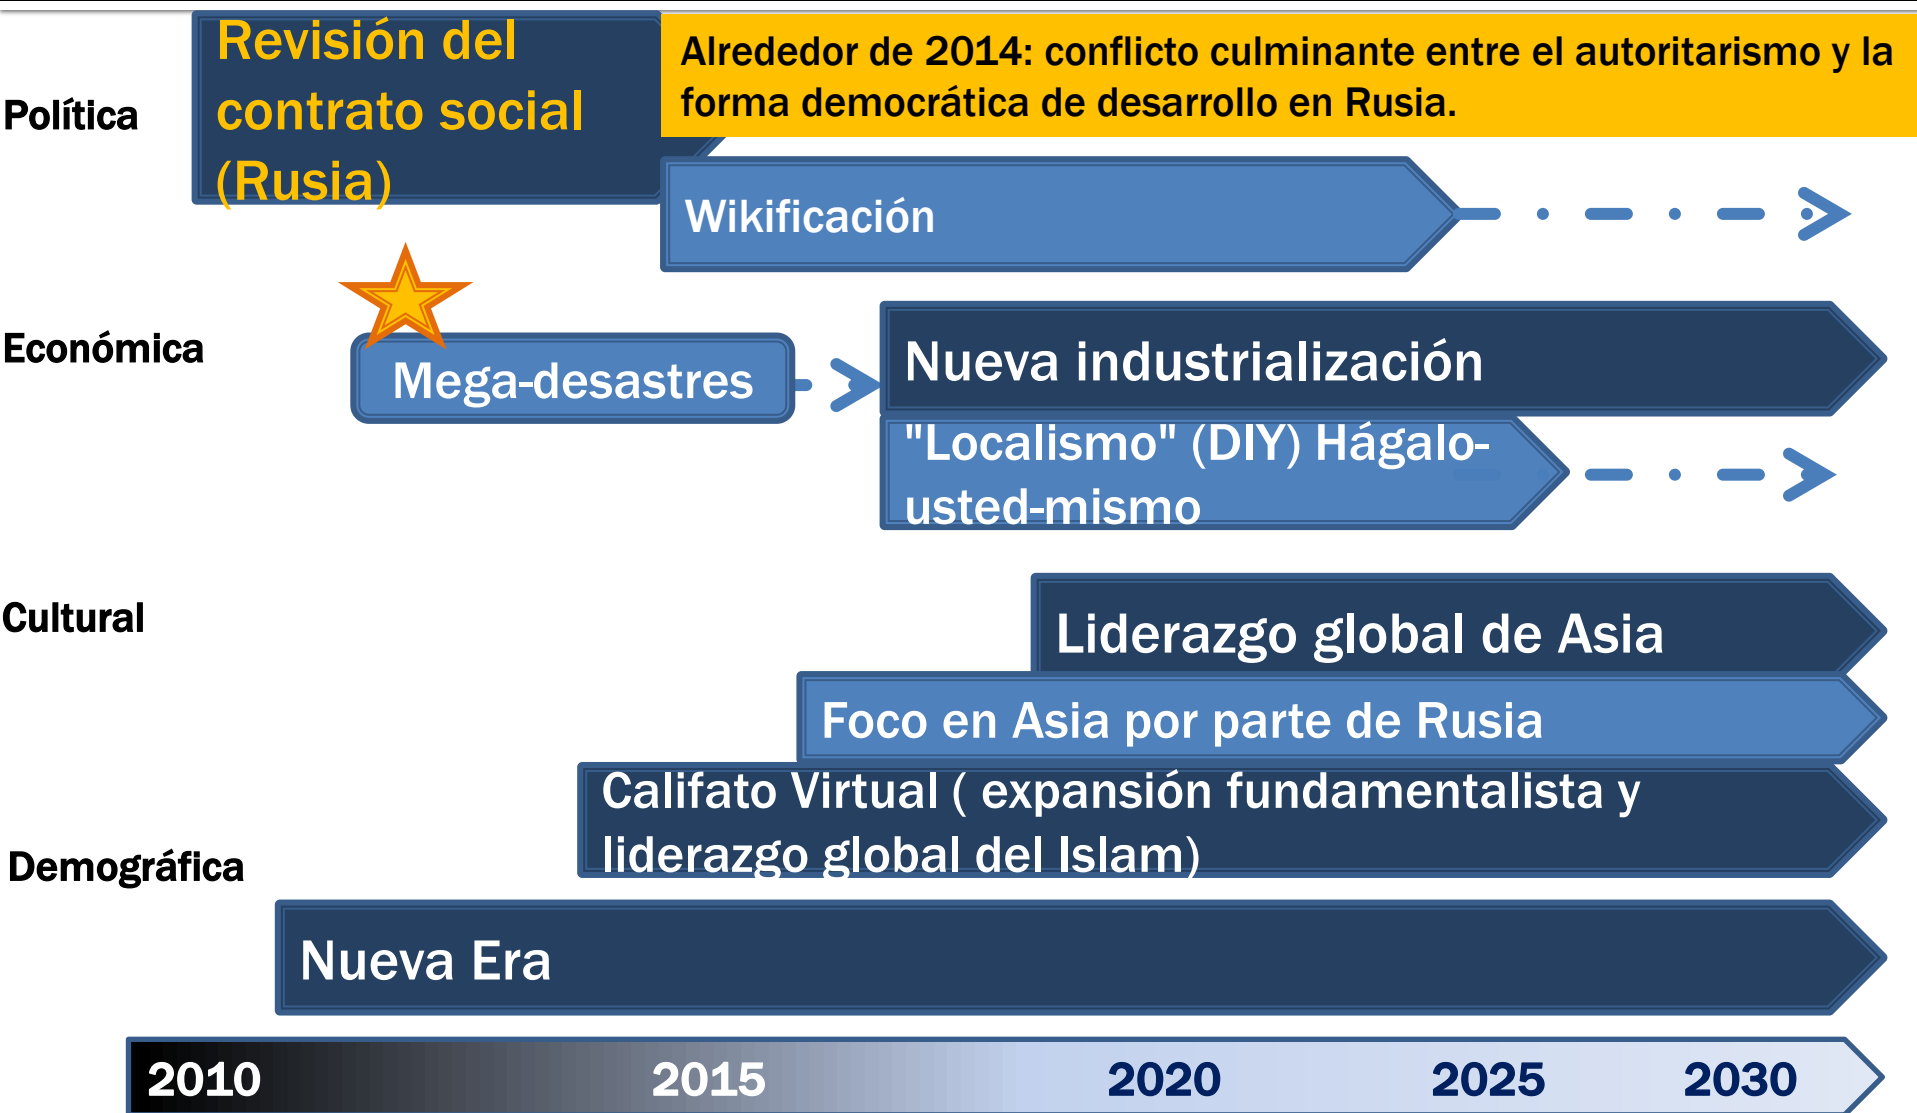 Revisión del
contrato social
(Rusia)
Alrededor de 2014: conflicto culminante entre el autoritarismo y la
forma democrática de desarrollo en Rusia.
Política
Wikificación
Económica
Mega-desastres
Nueva industrialización
"Localismo" (DIY) Hágalo-
usted-mismo
Cultural
Liderazgo global de Asia
Foco en Asia por parte de Rusia
Califato Virtual ( expansión fundamentalista y
liderazgo global del Islam)
Demográfica
Nueva Era
2010 2015 2020 2025 2030